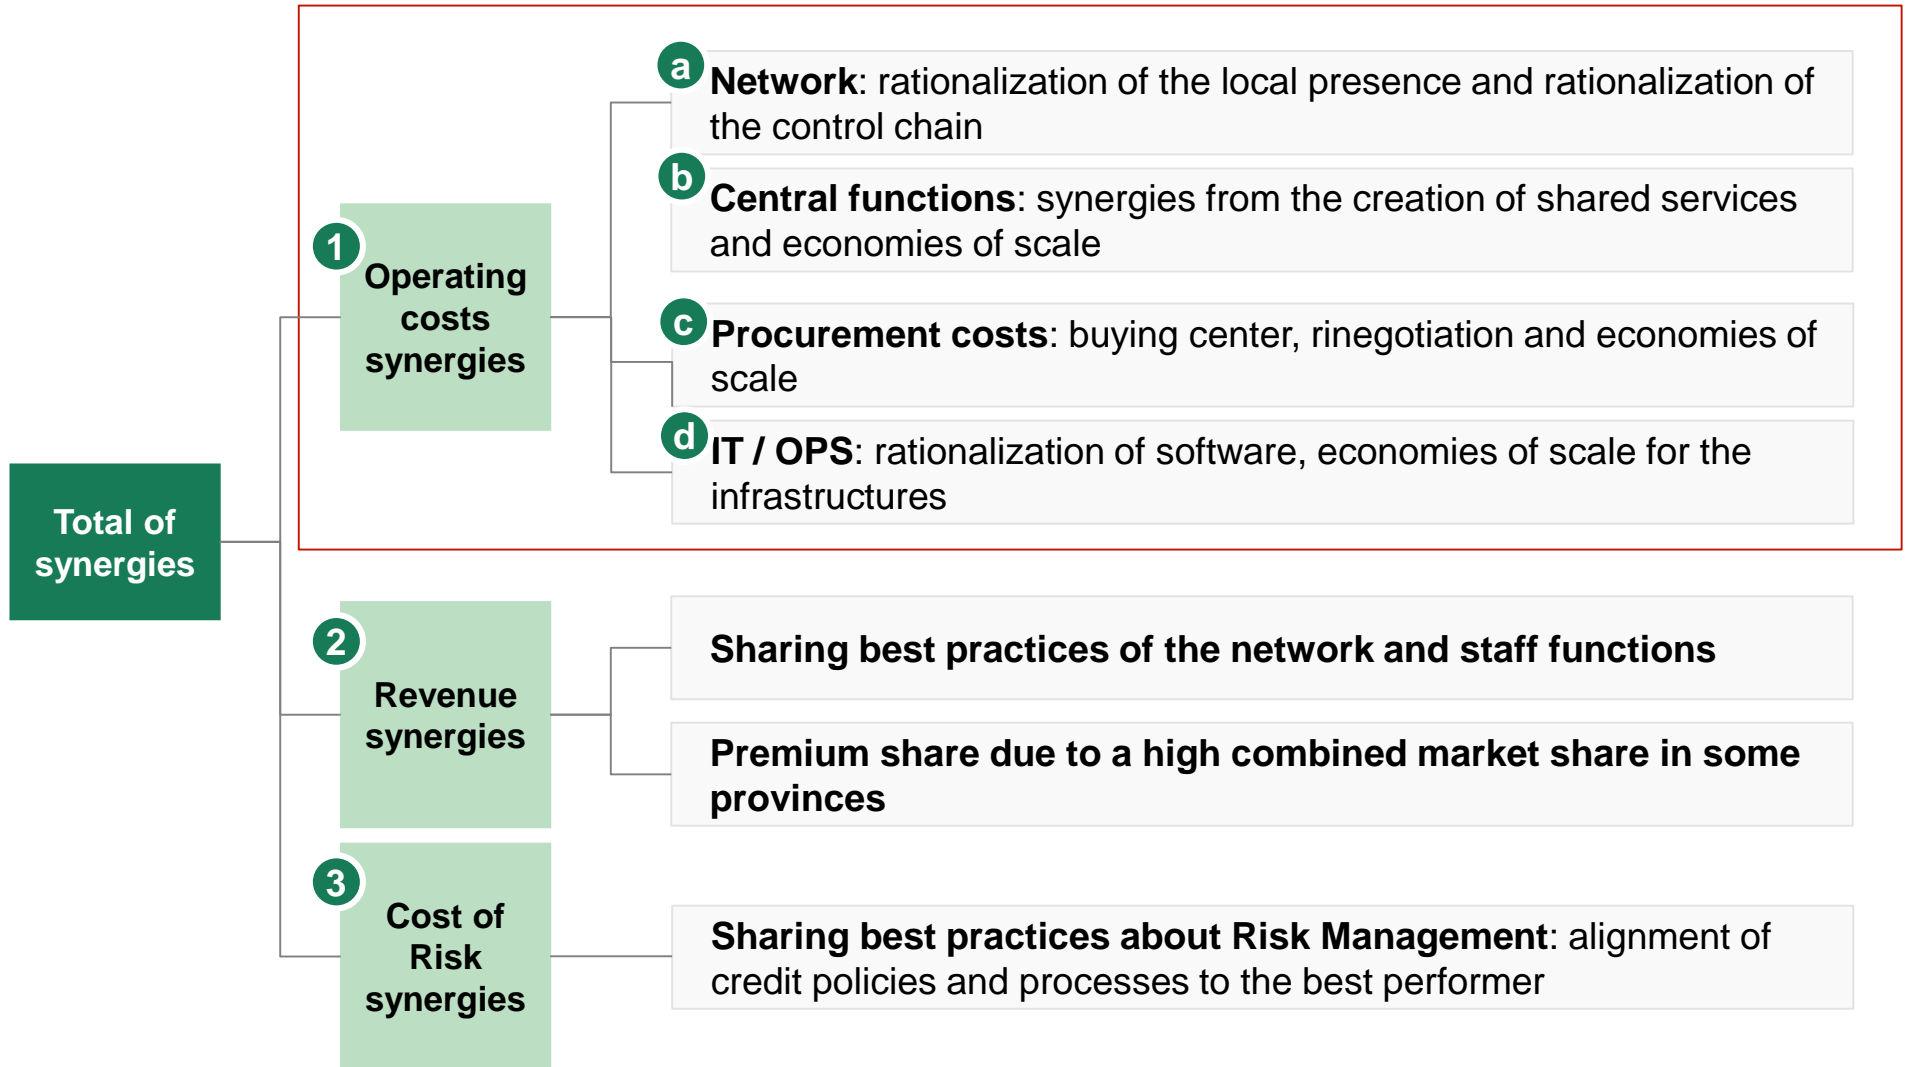 Total of
synergies
1
Operating
costs
synergies
a
Network: rationalization of the local presence and rationalization of
the control chain
b
Central functions: synergies from the creation of shared services
and economies of scale
c
Procurement costs: buying center, rinegotiation and economies of
scale
d
IT / OPS: rationalization of software, economies of scale for the
infrastructures
2
Revenue
synergies
Sharing best practices of the network and staff functions
Premium share due to a high combined market share in some
provinces
3
Cost of
Risk
synergies
Sharing best practices about Risk Management: alignment of
credit policies and processes to the best performer